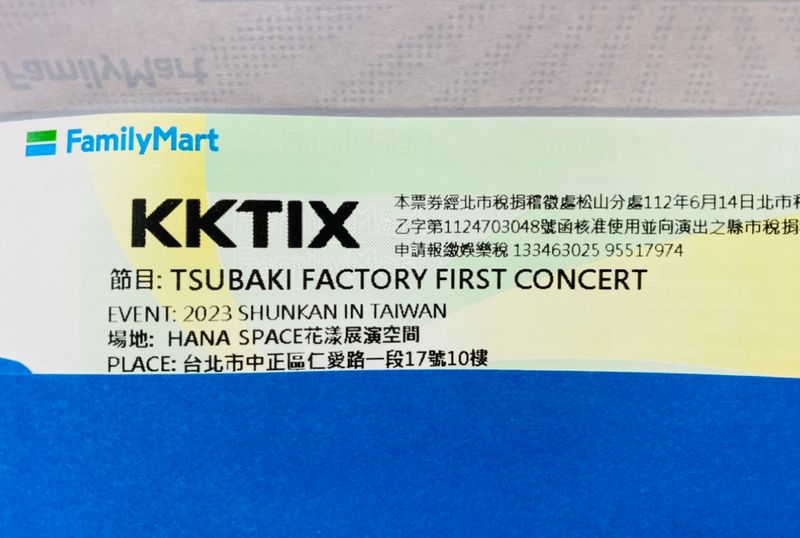 FamilyMart
FamilyMart
KKTIX
本票券經北市稅捐稽徵處松山分處112年6月14日北市稽
乙字第1124703048號函核准使用並向演出之縣市稅捐
申請報繳娛樂稅 133463025 95517974
節目: TSUBAKI FACTORY FIRST CONCERT
EVENT: 2023 SHUNKAN IN TAIWAN
場地: HANA SPACE花漾展演空間
PLACE: 台北市中正區仁愛路一段17號10樓